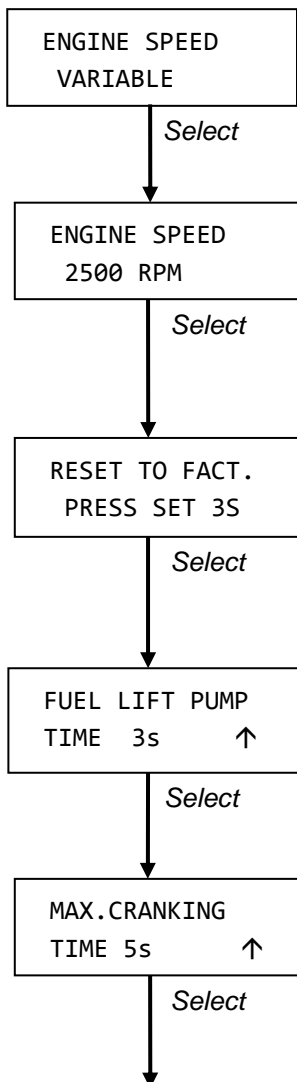 ENGINE SPEED
VARIABLE
Select
ENGINE SPEED
2500 RPM
Select
RESET TO FACT.
PRESS SET 3S
Select
FUEL LIFT PUMP
TIME 3s ↑
Select
MAX.CRANKING
TIME 5s ↑
Select